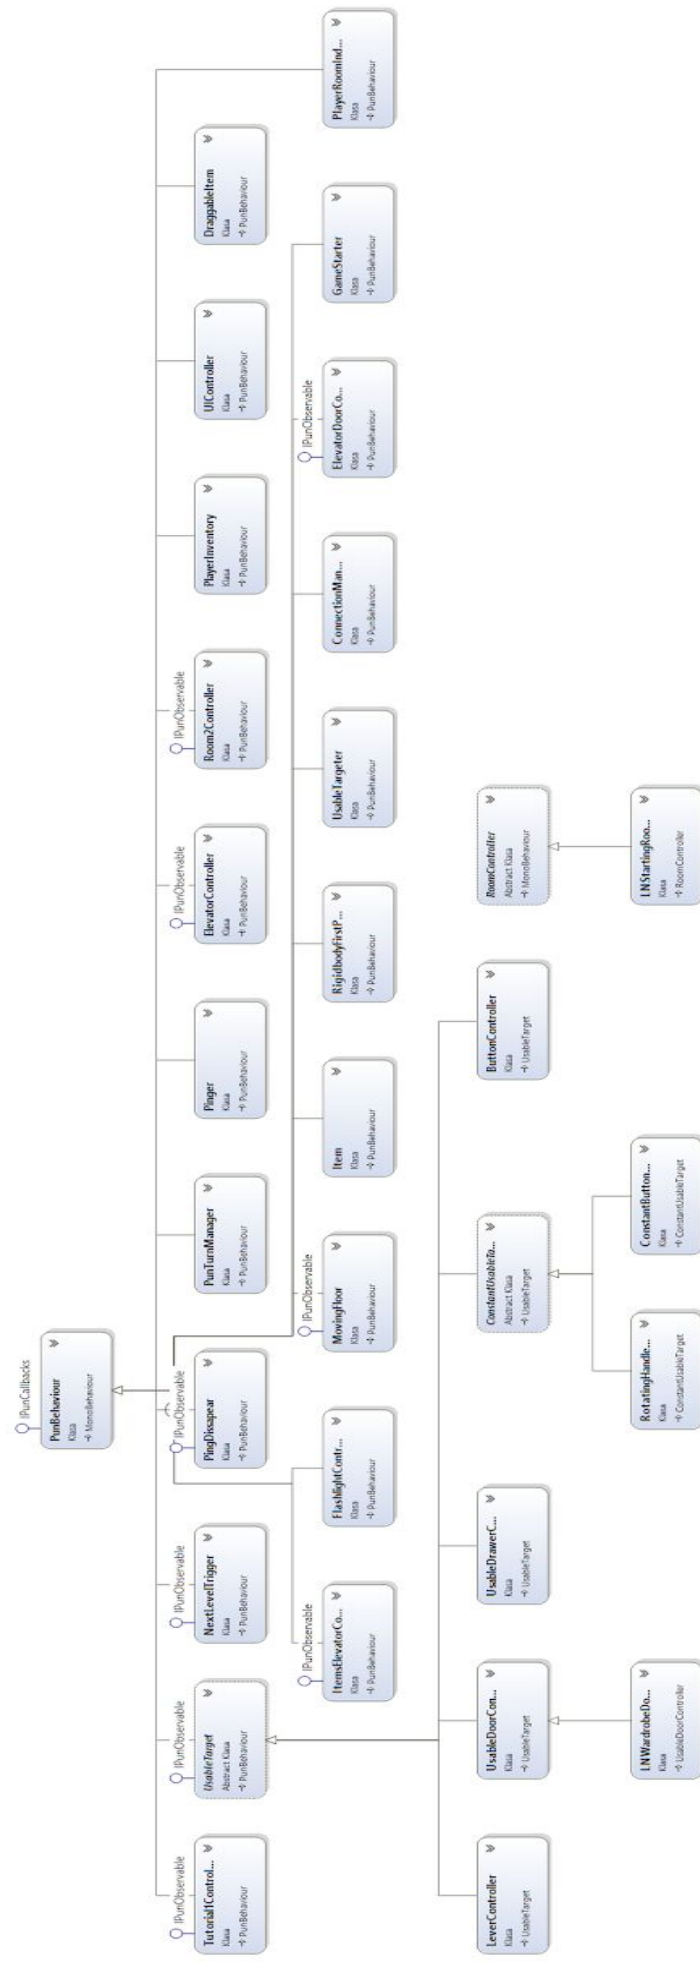 IPunCallbacks
PunBehaviour
Klasa
MonoBehaviour
IPunObservable
Tutorial1Control...
Klasa
PunBehaviour
IPunObservable
UsableTarget
Abstract Klasa
PunBehaviour
IPunObservable
NextLevelTrigger
Klasa
PunBehaviour
IPunObservable
PingDissapear
Klasa
PunBehaviour
PunTurnManager
Klasa
PunBehaviour
Pinger
Klasa
PunBehaviour
IPunObservable
ElevatorController
Klasa
PunBehaviour
IPunObservable
Room2Controller
Klasa
PunBehaviour
PlayerInventory
Klasa
PunBehaviour
UIController
Klasa
PunBehaviour
DraggableItem
Klasa
PunBehaviour
IPunObservable
ItemsElevatorCo...
Klasa
PunBehaviour
FlashlightContr...
Klasa
PunBehaviour
IPunObservable
MovingFloor
Klasa
PunBehaviour
Item
Klasa
PunBehaviour
RigidbodyFirstP...
Klasa
PunBehaviour
UsableTargeter
Klasa
PunBehaviour
ConnectionMan...
Klasa
PunBehaviour
IPunObservable
ElevatorDoorCo...
Klasa
PunBehaviour
GameStarter
Klasa
PunBehaviour
PlayerRoomInd...
Klasa
PunBehaviour
LeverController
Klasa
UsableTarget
UsableDoorCon...
Klasa
UsableTarget
UsableDrawerC...
Klasa
UsableTarget
ConstantUsableTa...
Abstract Klasa
UsableTarget
ButtonController
Klasa
UsableTarget
RoomController
Abstract Klasa
MonoBehaviour
LNWardrobeDo...
Klasa
UsableDoorController
RotatingHandle...
Klasa
ConstantUsableTarget
ConstantButton...
Klasa
ConstantUsableTarget
LNStartingRoo...
Klasa
RoomController